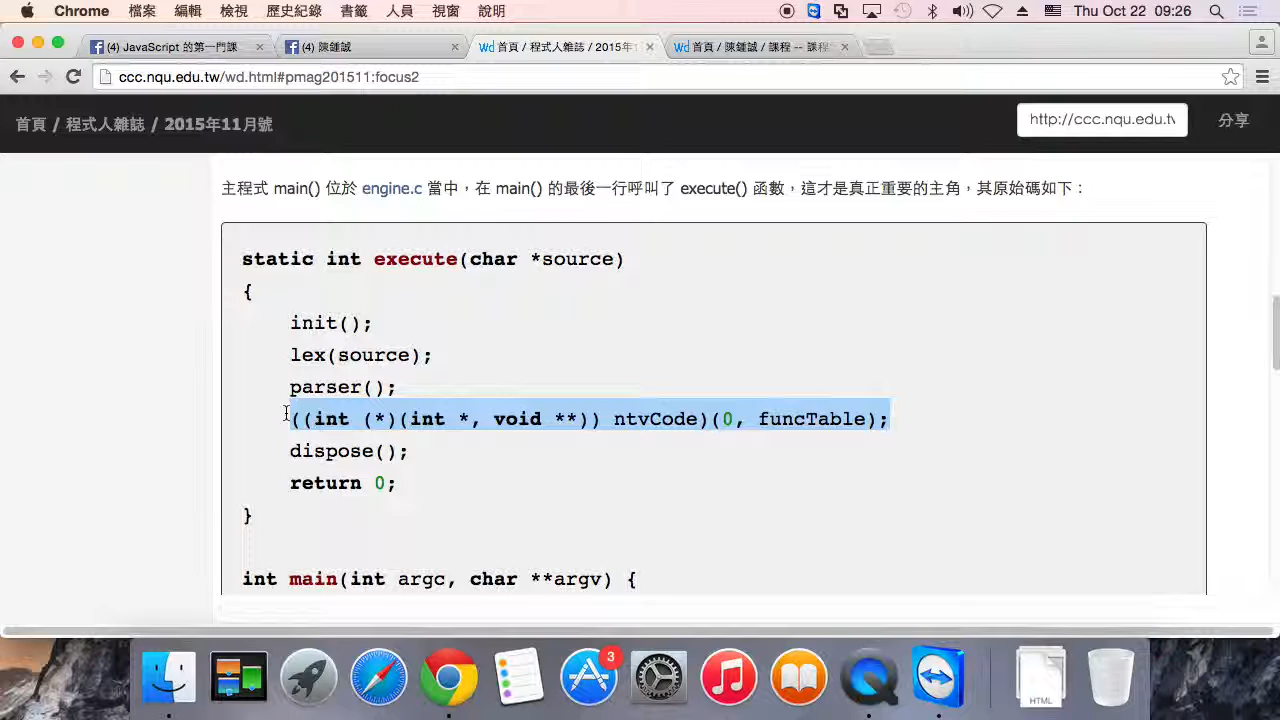 Chrome 檔案 編輯 檢視 歷史紀錄 書籤 人員 視窗 說明 Thu Oct 22 09:26
(4) JavaScript 的第一門課
(4) 陳鍾誠
Wd 首頁 / 程式人雜誌 / 2015年1
Wd 首頁 / 陳鍾誠 / 課程 -- 課程
ccc.nqu.edu.tw/wd.html#pmag201511:focus2
首頁 / 程式人雜誌 / 2015年11月號
http://ccc.nqu.edu.tv 分享
主程式 main() 位於 engine.c 當中，在 main() 的最後一行呼叫了 execute() 函數，這才是真正重要的主角，其原始碼如下：
static int execute(char *source)
{
init();
lex(source);
parser();
((int (*)(int *, void **)) ntvCode)(0, funcTable);
dispose();
return 0;
}
int main(int argc, char **argv) {
3
HTML